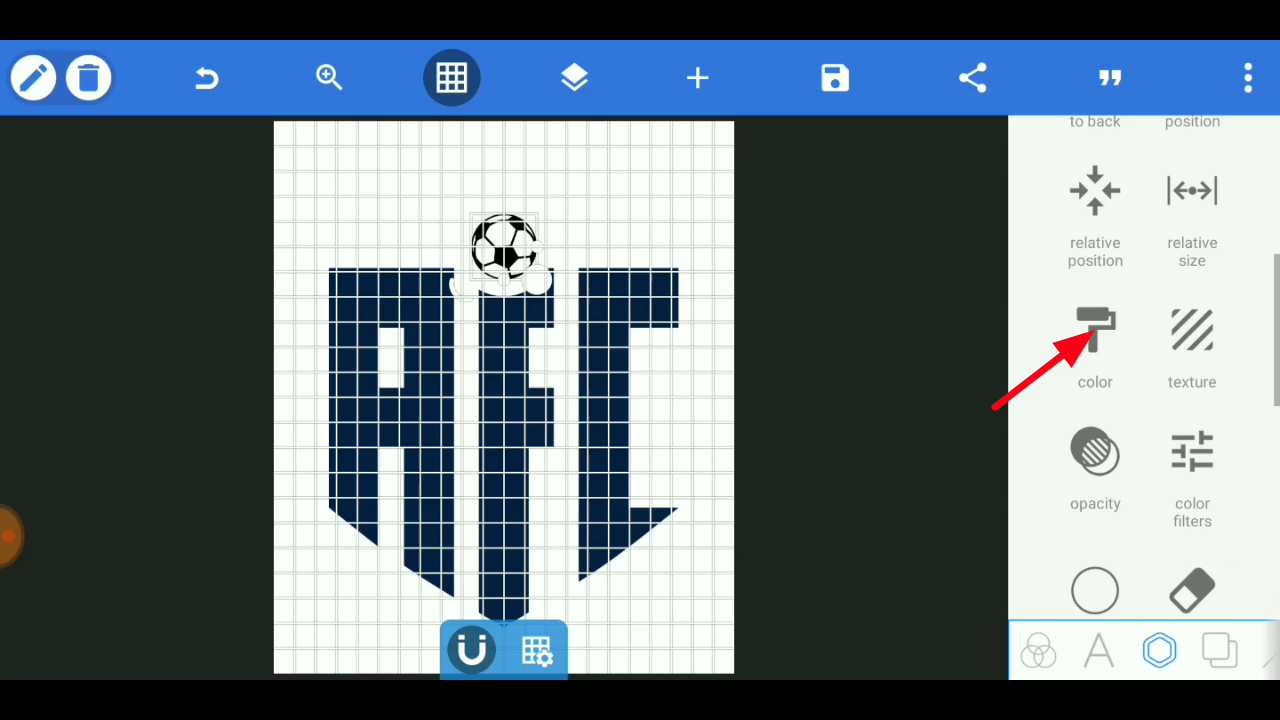 to back
position
relative
position
relative
size
color
texture
opacity
color
filters
AFC